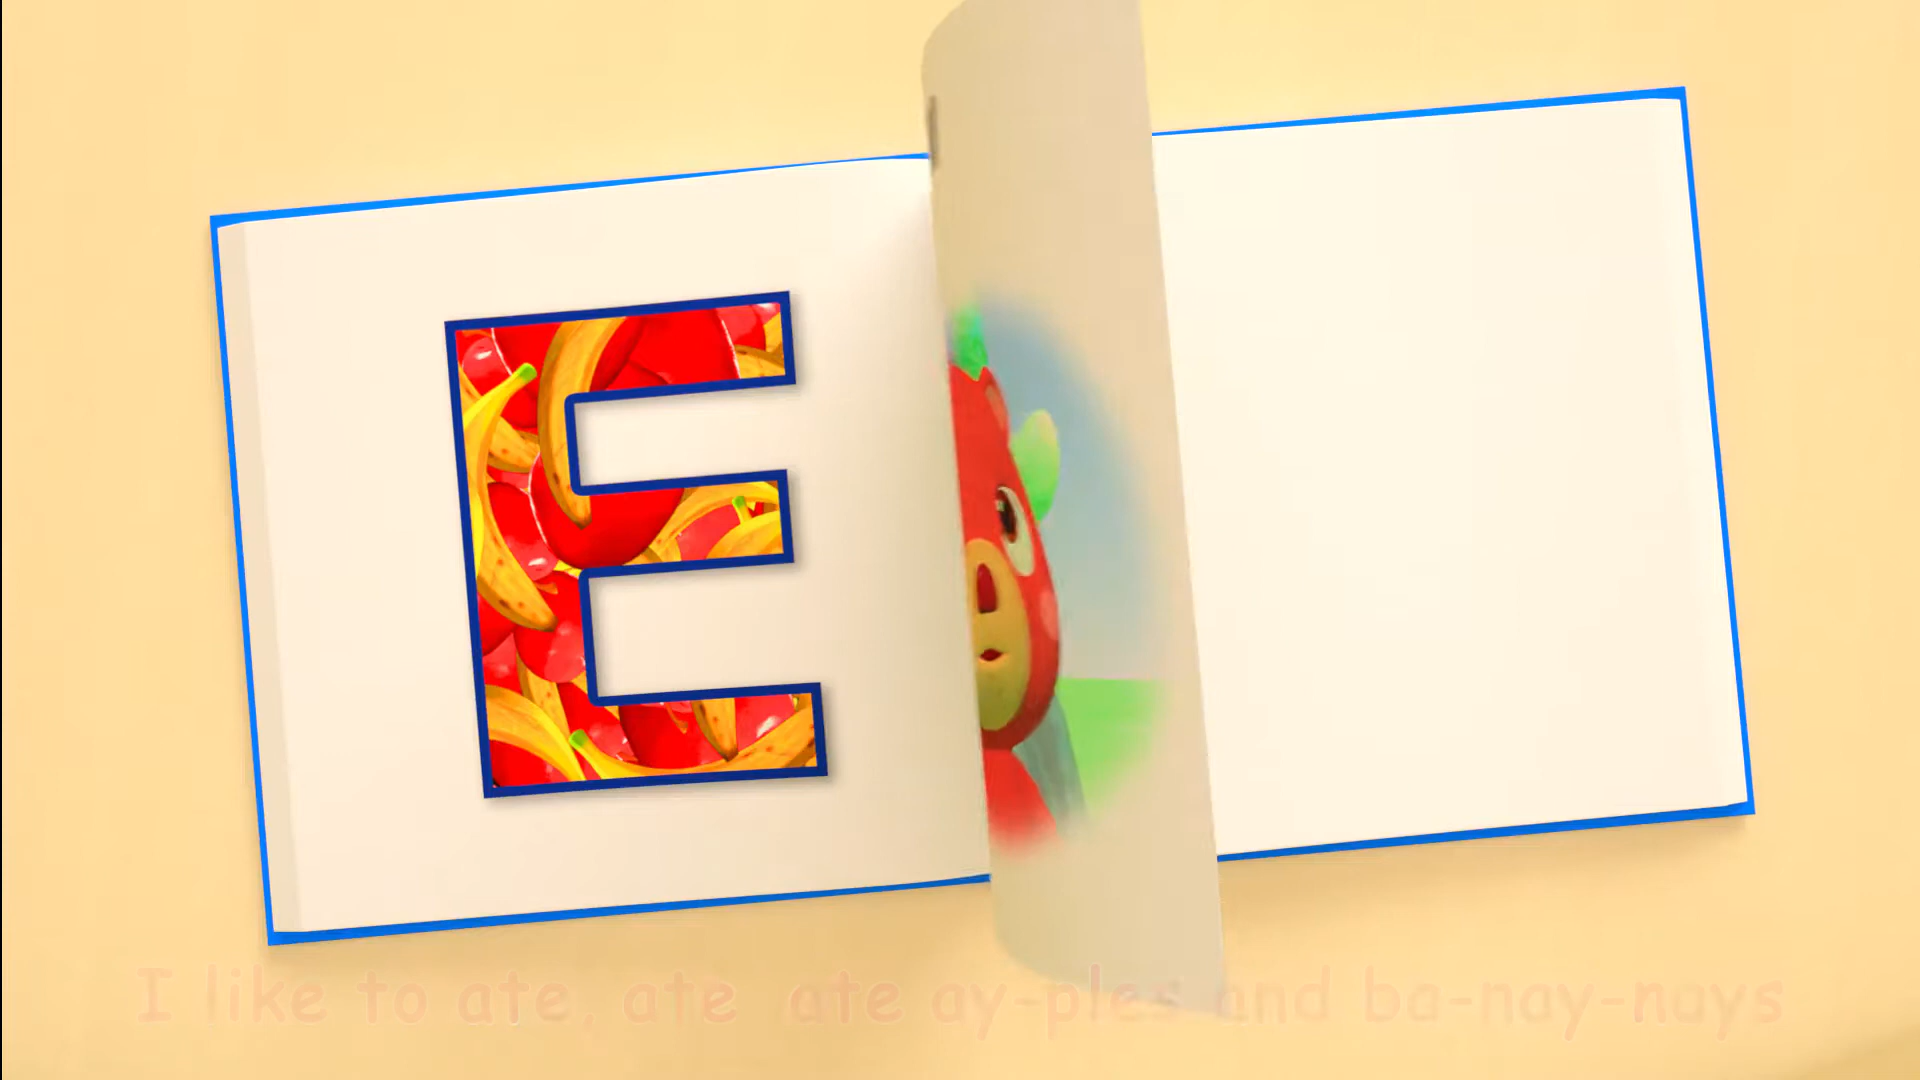 E
I like to ate, ate ate ay-ples and ba-nay-nays